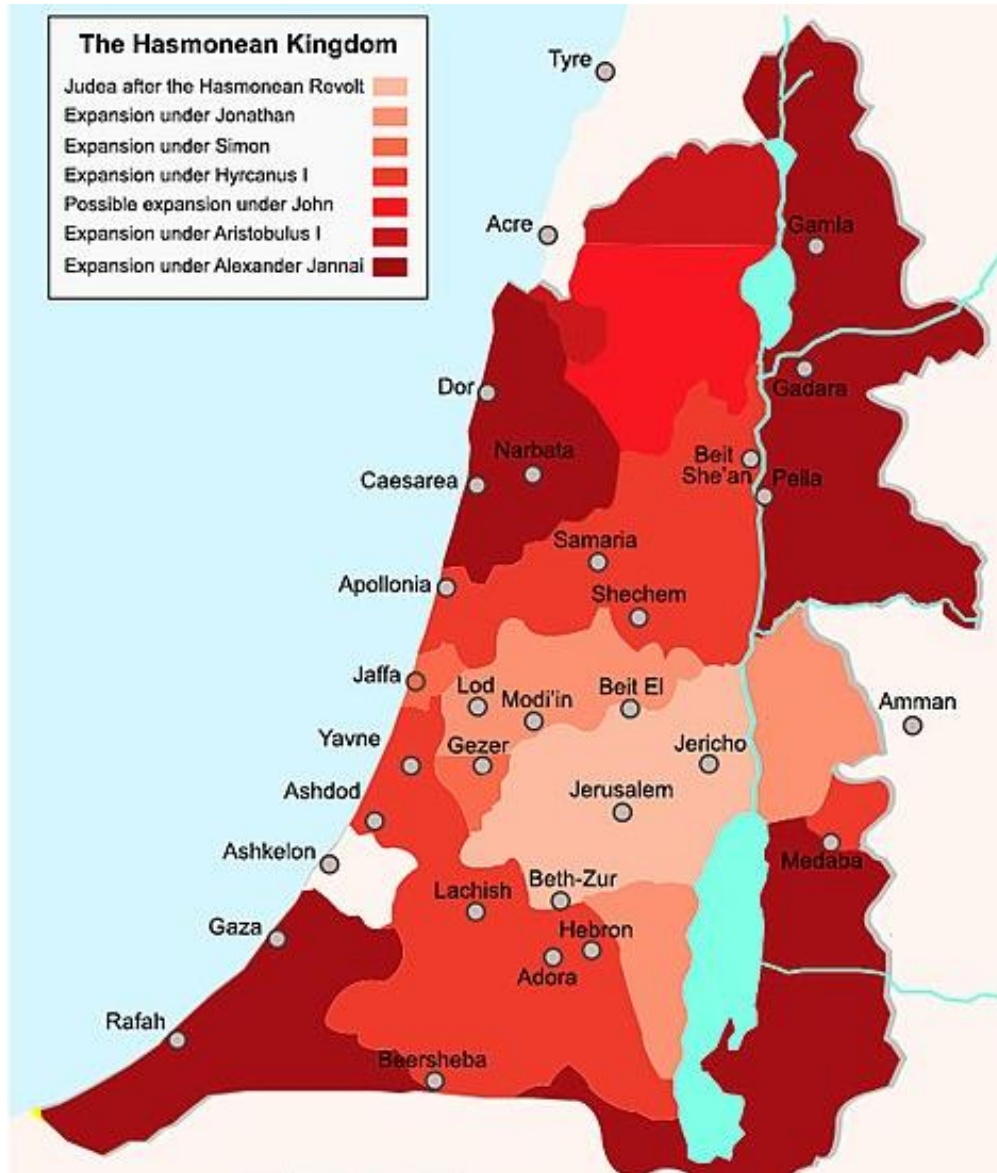 The Hasmonean Kingdom
Judea after the Hasmonean Revolt
Expansion under Jonathan
Expansion under Simon
Expansion under Hyrcanus I
Possible expansion under John
Expansion under Aristobulus I
Expansion under Alexander Jannai
Tyre
Acre
Gamla
Dor
Gadara
Narbata
Caesarea
Beit
She'an
Pella
Samaria
Apollonia
Shechem
Jaffa
Lod
Modi'in
Beit El
Amman
Yavne
Gezer
Jericho
Ashdod
Jerusalem
Ashkelon
Medaba
Lachish
Beth-Zur
Gaza
Hebron
Adora
Rafah
Beersheba